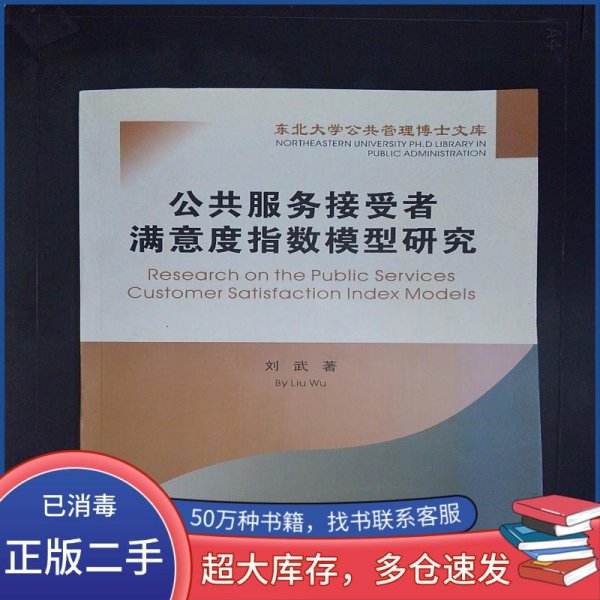 东北大学公共管理博士文库
NORTHEASTERN UNIVERSITY PH.D LIBRARY IN
PUBLIC ADMINISTRATION
公共服务接受者
满意度指数模型研究
Research on the Public Services
Customer Satisfaction Index Models
刘 武 著
By Liu Wu
已消毒
正版二手
50万种书籍，找书联系客服
超大库存，多仓速发